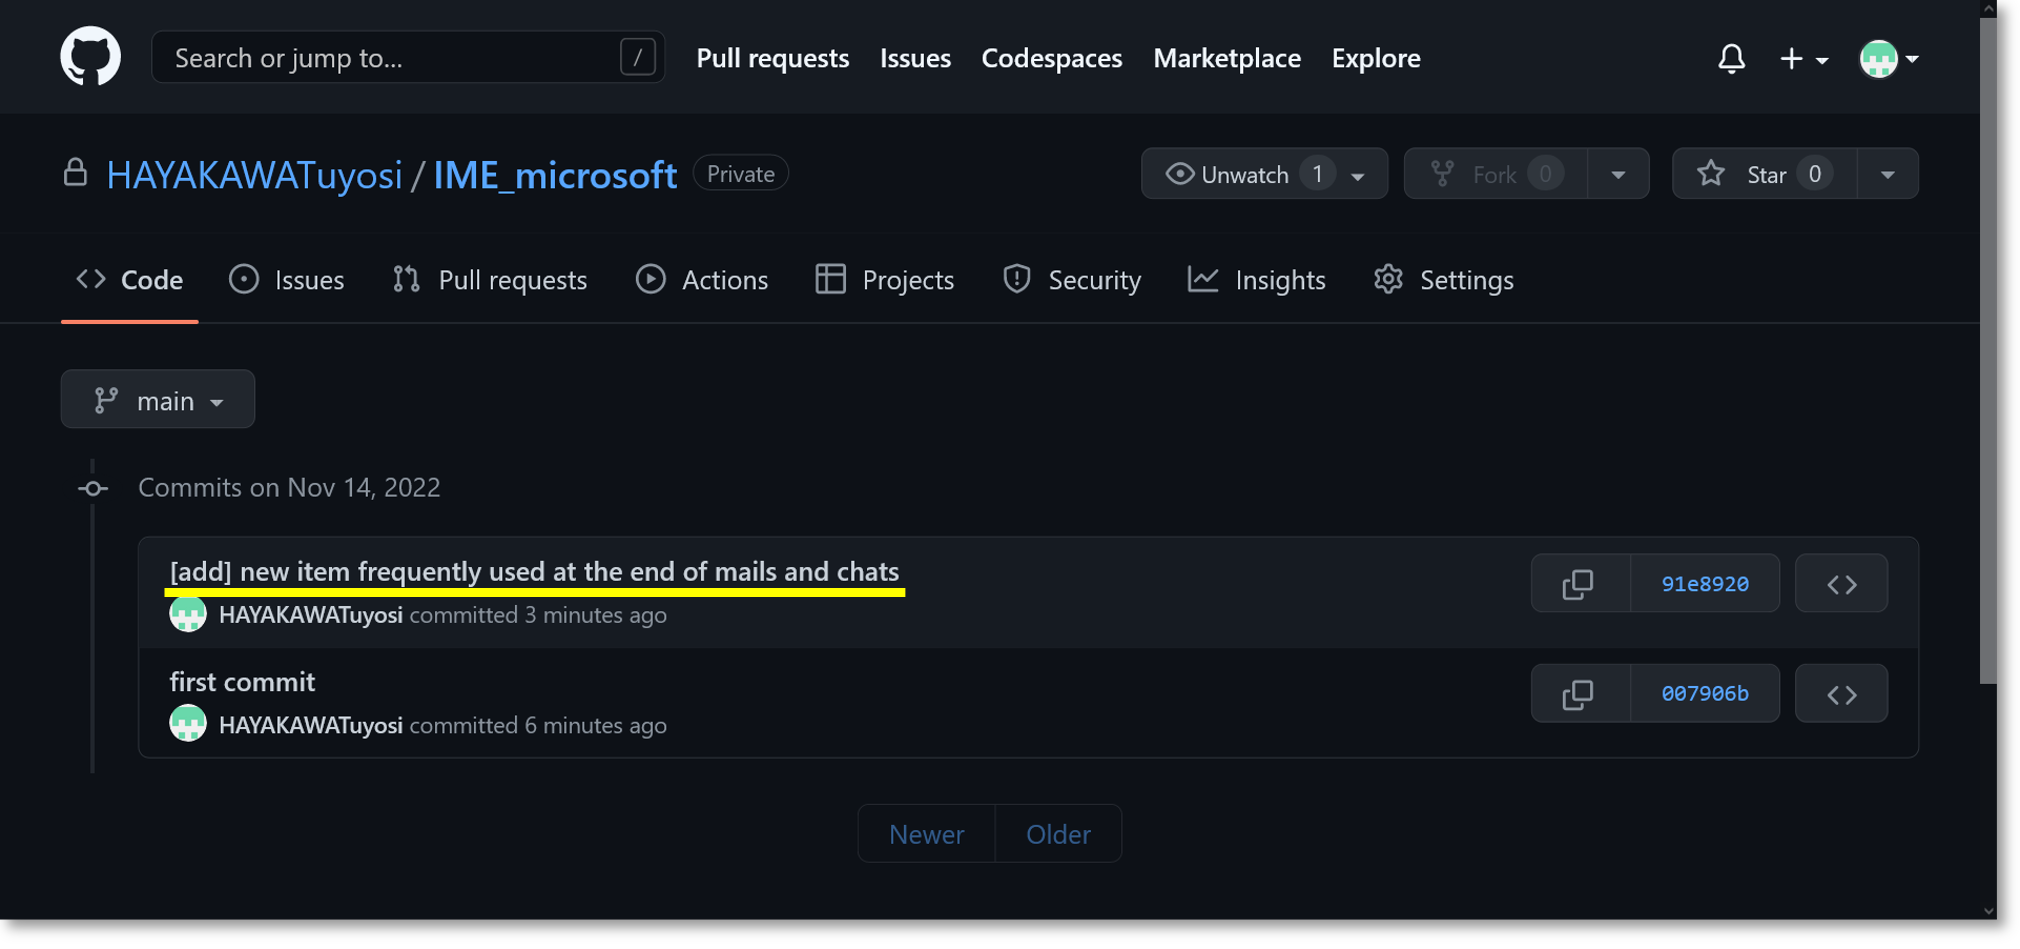 Search or jump to... / Pull requests Issues Codespaces Marketplace Explore
HAYAKAWATuyosi / IME_microsoft Private Unwatch 1 Fork 0 Star 0
Code Issues Pull requests Actions Projects Security Insights Settings
main
Commits on Nov 14, 2022
[add] new item frequently used at the end of mails and chats
91e8920
HAYAKAWATuyosi committed 3 minutes ago
first commit
007906b
HAYAKAWATuyosi committed 6 minutes ago
Newer Older